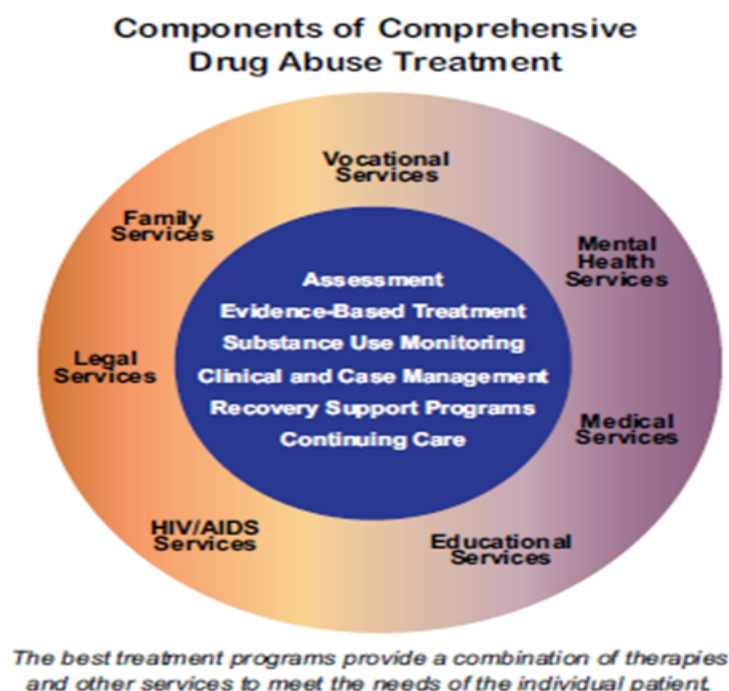 Components of Comprehensive
Drug Abuse Treatment
Vocational
Services
Family
Services
Mental
Health
Services
Assessment
Evidence-Based Treatment
Substance Use Monitoring
Clinical and Case Management
Recovery Support Programs
Continuing Care
Legal
Services
Medical
Services
HIV/AIDS
Services
Educational
Services
The best treatment programs provide a combination of therapies
and other services to meet the needs of the individual patient.